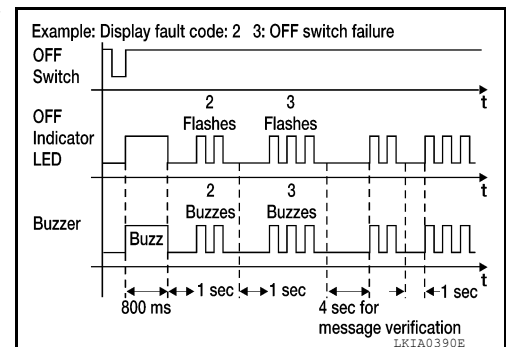 Example: Display fault code: 2 3: OFF switch failure
OFF
Switch
t
2
Flashes
3
Flashes
OFF
Indicator
LED
t
2
Buzzes
3
Buzzes
Buzzer
Buzz
t
1 sec
1 sec
1 sec
800 ms
4 sec for
message verification
LKIA0390E